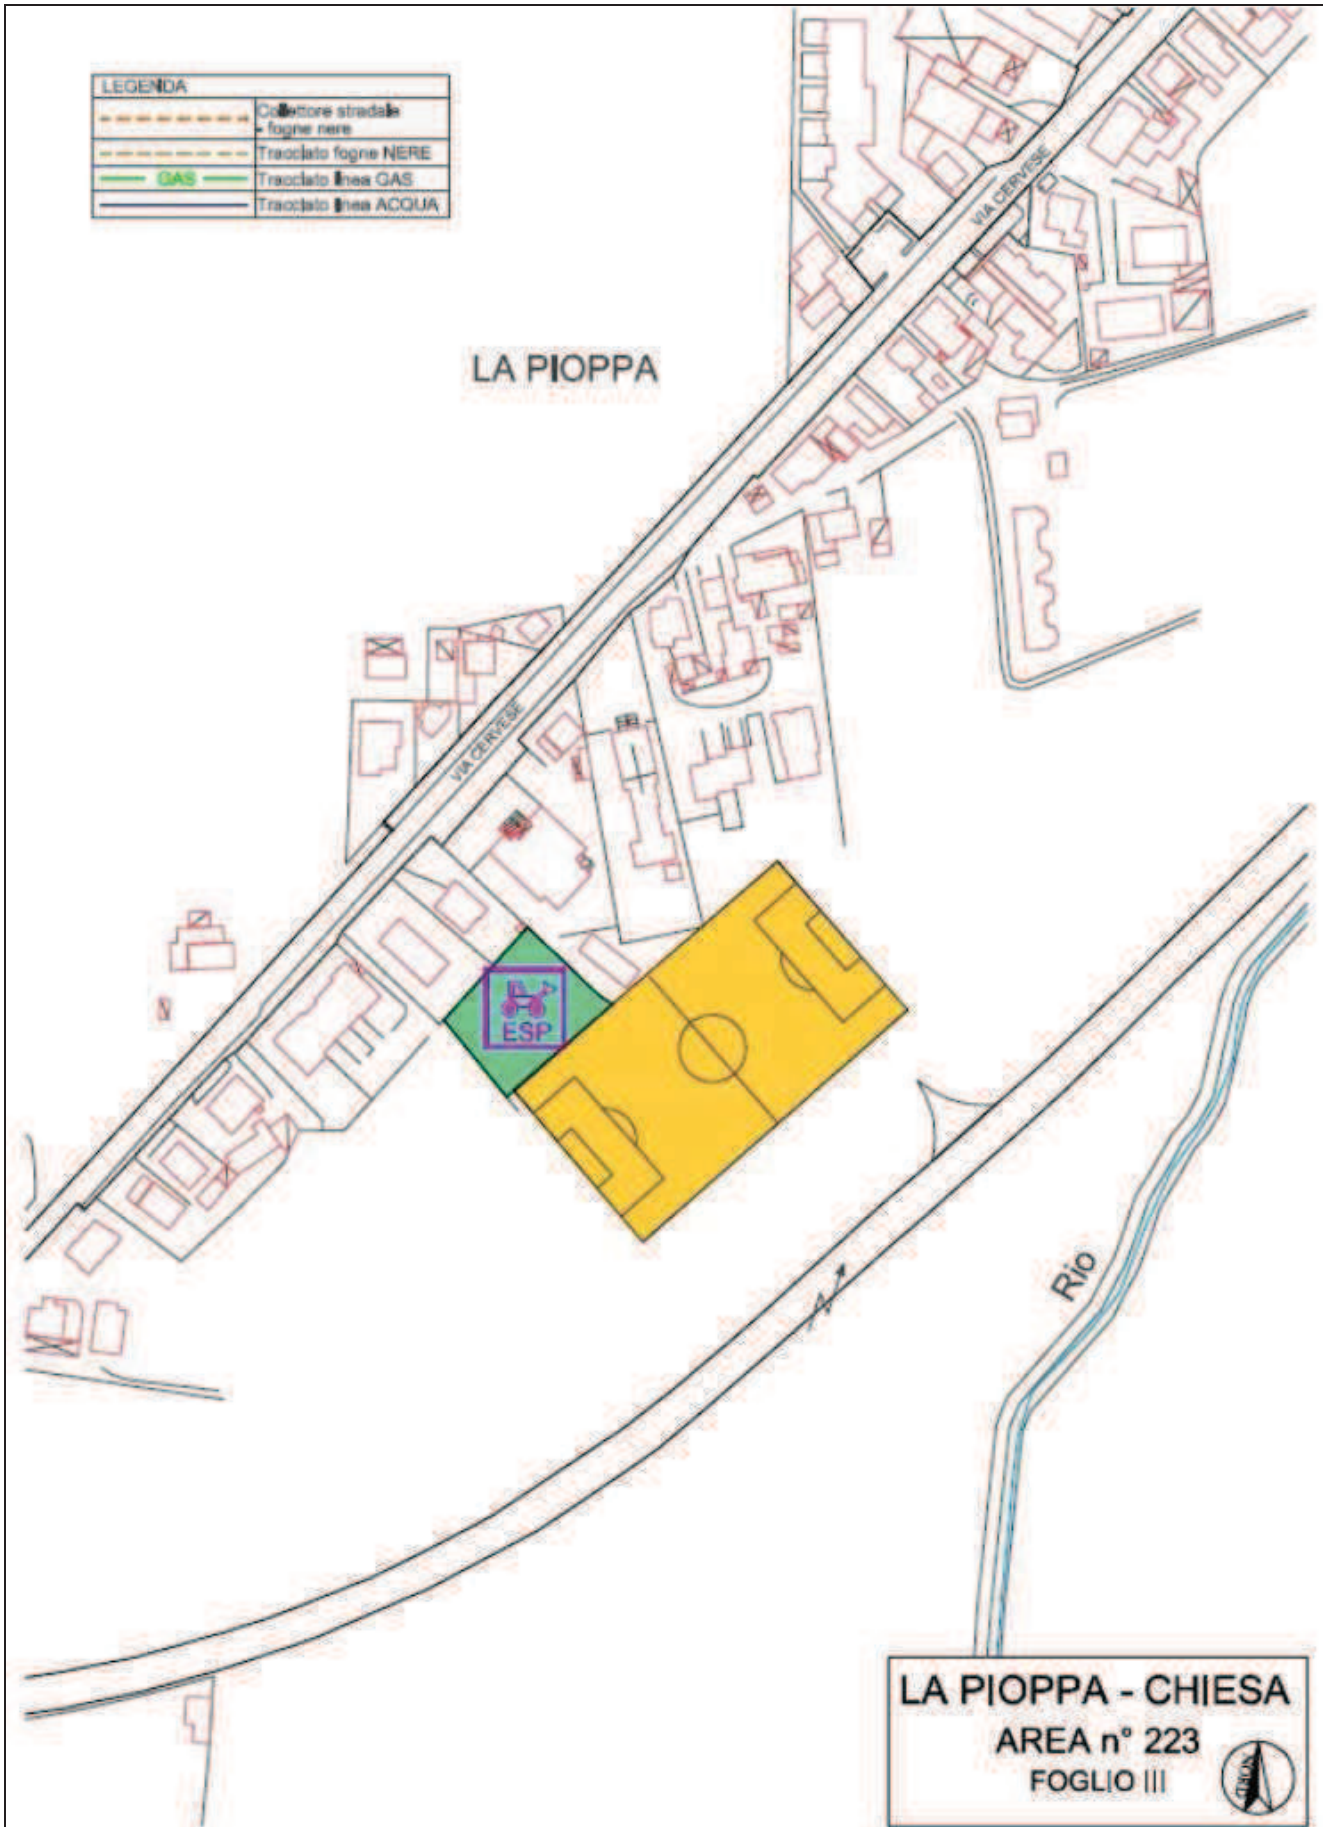 LEGENDA
Collettore stradale
- fogne nere
Tracciato fogne NERE
GAS
Tracciato linea GAS
Tracciato linea ACQUA
VIA CERVESE
LA PIOPPA
VIA CERVESE
ESP
Rio
LA PIOPPA - CHIESA
AREA n° 223
FOGLIO III
NORD